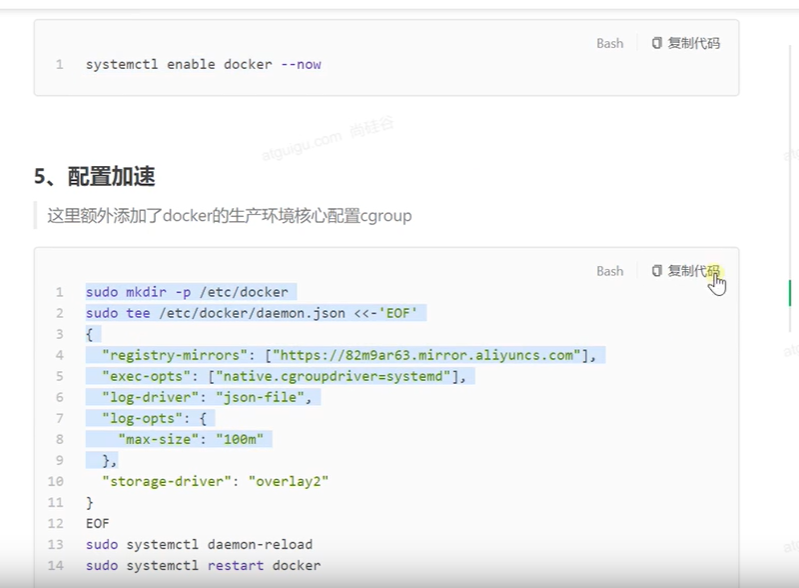 Bash 复制代码
1 systemctl enable docker --now
atguigu.com 尚硅谷
5、配置加速
这里额外添加了docker的生产环境核心配置cgroup
Bash 复制代码
1 sudo mkdir -p /etc/docker
2 sudo tee /etc/docker/daemon.json <<-'EOF'
3 {
4   "registry-mirrors": ["https://82m9ar63.mirror.aliyuncs.com"],
5   "exec-opts": ["native.cgroupdriver=systemd"],
6   "log-driver": "json-file",
7   "log-opts": {
8     "max-size": "100m"
9   },
10   "storage-driver": "overlay2"
11 }
12 EOF
13 sudo systemctl daemon-reload
14 sudo systemctl restart docker